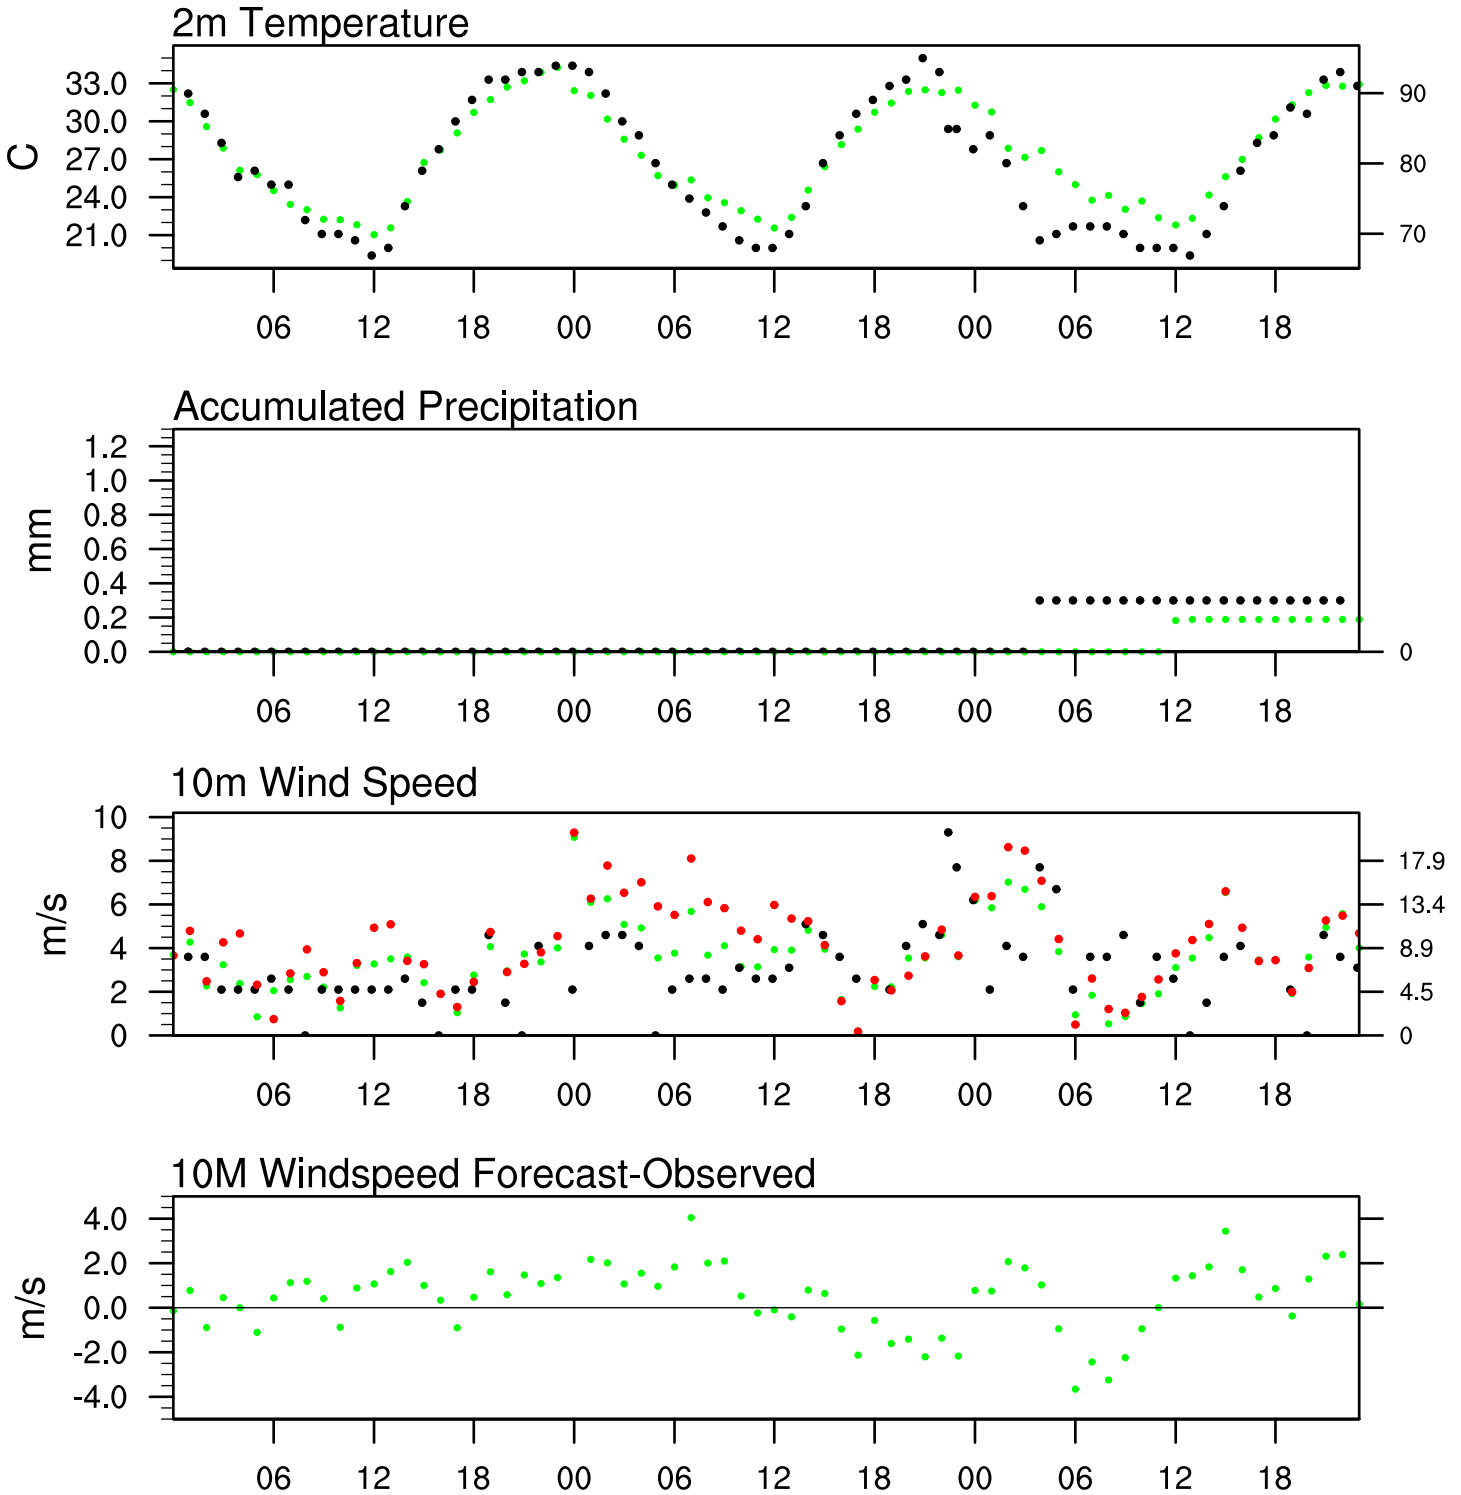 2m Temperature
33.0
30.0
27.0
24.0
21.0
C
90
80
70
06 12 18 00 06 12 18 00 06 12 18
Accumulated Precipitation
1.2
1.0
0.8
0.6
0.4
0.2
0.0
mm
0
06 12 18 00 06 12 18 00 06 12 18
10m Wind Speed
10
8
6
4
2
0
m/s
17.9
13.4
8.9
4.5
0
06 12 18 00 06 12 18 00 06 12 18
10M Windspeed Forecast-Observed
4.0
2.0
0.0
-2.0
-4.0
m/s
06 12 18 00 06 12 18 00 06 12 18